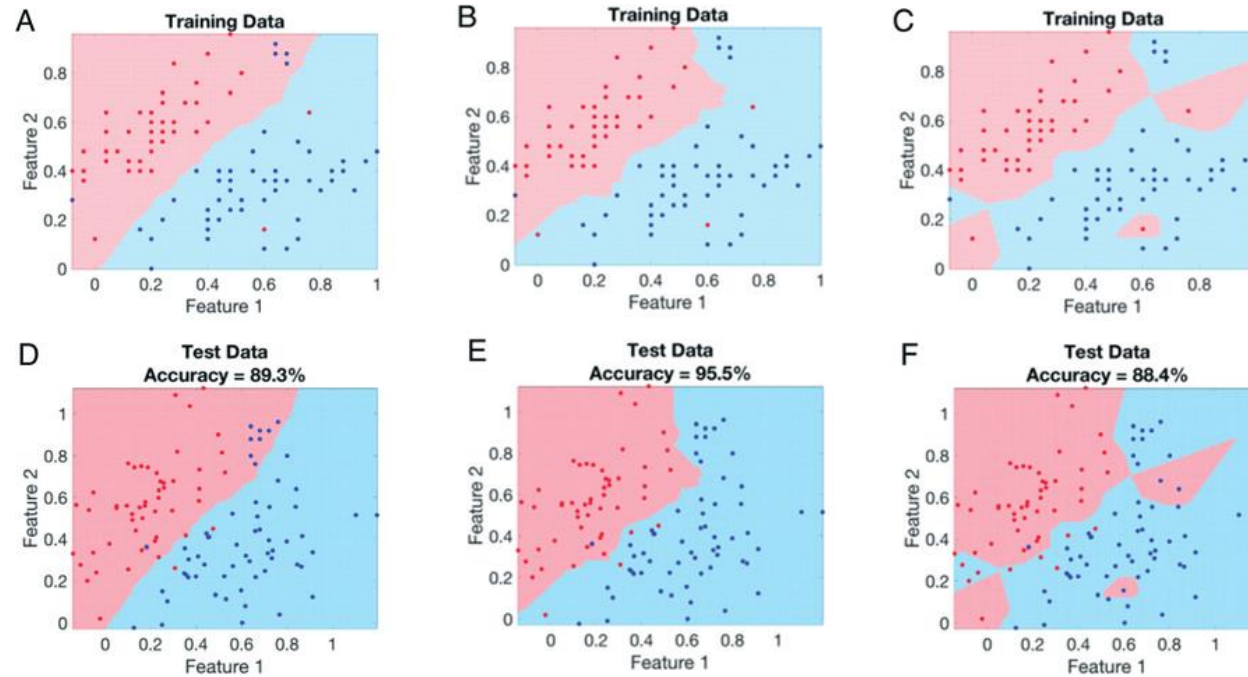 A
Training Data
Feature 2
0.8
0.6
0.4
0.2
0
0 0.2 0.4 0.6 0.8 1
Feature 1
B
Training Data
Feature 2
0.8
0.6
0.4
0.2
0
0 0.2 0.4 0.6 0.8 1
Feature 1
C
Training Data
Feature 2
0.8
0.6
0.4
0.2
0
0 0.2 0.4 0.6 0.8
Feature 1
D
Test Data
Accuracy = 89.3%
Feature 2
1
0.8
0.6
0.4
0.2
0
0 0.2 0.4 0.6 0.8 1
Feature 1
E
Test Data
Accuracy = 95.5%
Feature 2
1
0.8
0.6
0.4
0.2
0
0 0.2 0.4 0.6 0.8 1
Feature 1
F
Test Data
Accuracy = 88.4%
Feature 2
1
0.8
0.6
0.4
0.2
0
0 0.2 0.4 0.6 0.8 1
Feature 1